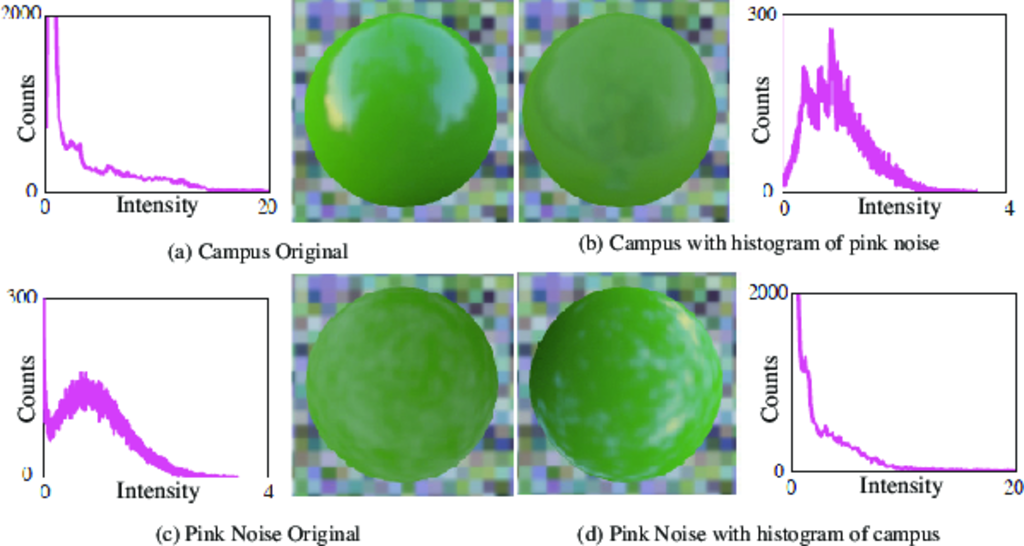 2000
Counts
0
0
Intensity
20
(a) Campus Original
300
Counts
0
0
Intensity
4
(b) Campus with histogram of pink noise
300
Counts
0
0
Intensity
4
(c) Pink Noise Original
2000
Counts
0
0
Intensity
20
(d) Pink Noise with histogram of campus